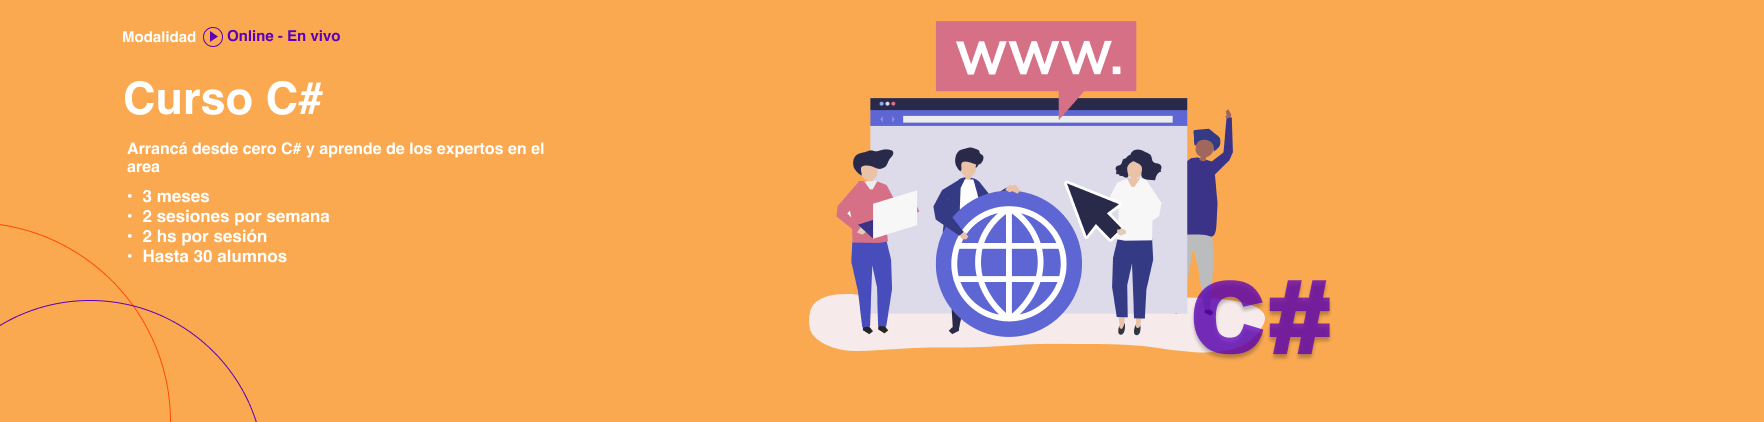 Modalidad Online - En vivo
www.
Curso C#
Arrancá desde cero C# y aprende de los expertos en el
area
• 3 meses
• 2 sesiones por semana
• 2 hs por sesión
• Hasta 30 alumnos
C#